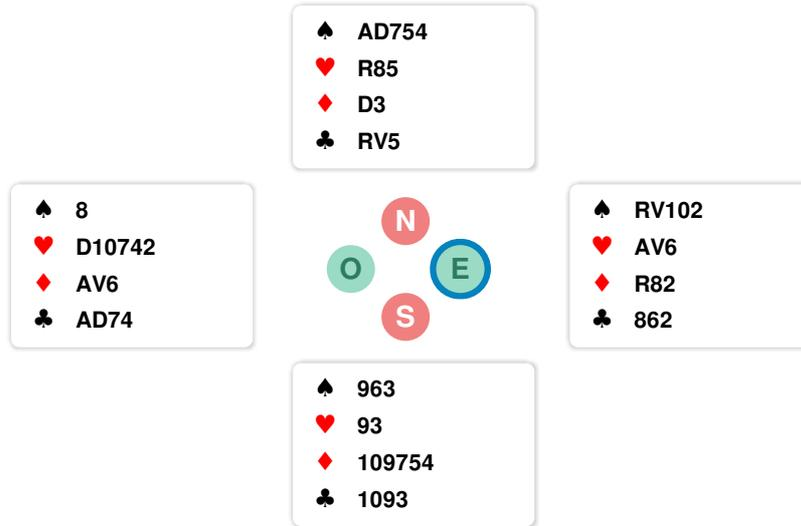 ♠ AD754
♥ R85
♦ D3
♣ RV5
♠ 8
♥ D10742
♦ AV6
♣ AD74
N
O
E
S
♠ RV102
♥ AV6
♦ R82
♣ 862
♠ 963
♥ 93
♦ 109754
♣ 1093